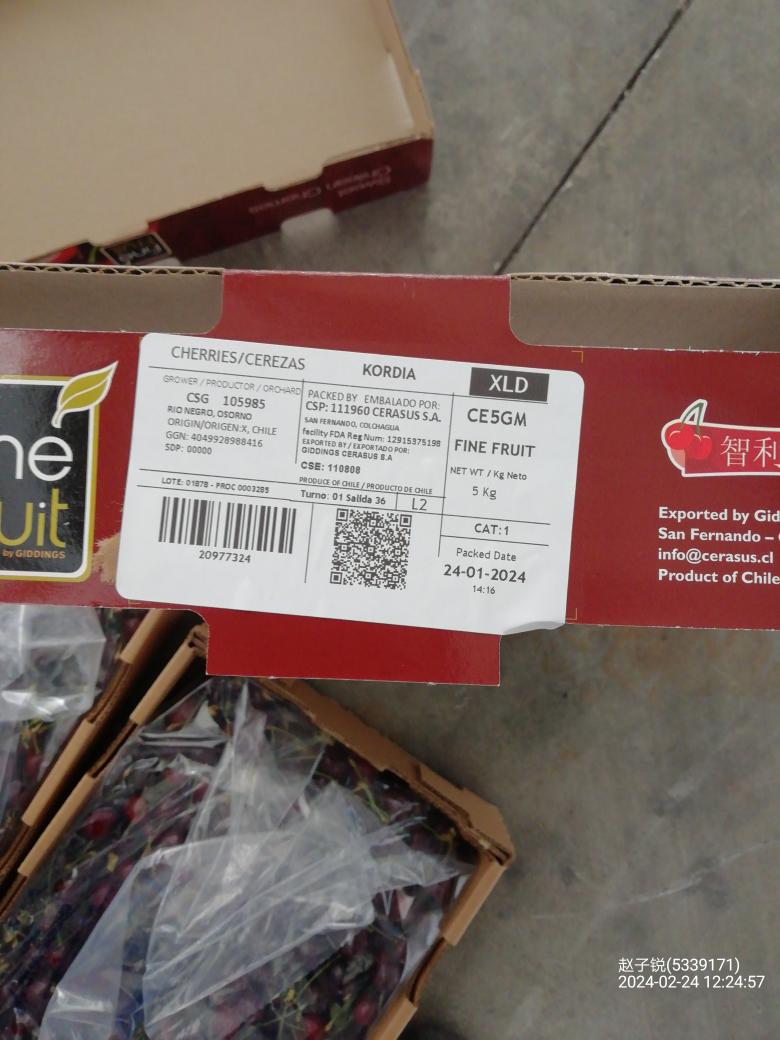 CHERRIES/CEREZAS
KORDIA
XLD
GROWER / PRODUCTOR / ORCHARD
CSG 105985
RIO NEGRO, OSORNO
ORIGIN/ORIGEN:X, CHILE
GGN: 4049928988416
SDP: 00000
PACKED BY EMBALADO POR:
CSP: 111960 CERASUS S.A.
SAN FERNANDO, COLCHAGUA
facility FDA Reg Num: 12915375198
EXPORTED BY / EXPORTADO POR:
GIDDINGS CERASUS S.A
CSE: 110808
PRODUCE OF CHILE / PRODUCTO DE CHILE
CE5GM
FINE FRUIT
NET WT / Kg Neto
5 Kg
LOTE: 01878 - PROC 0003285
Turno: 01 Salida 36
L2
20977324
CAT:1
Packed Date
24-01-2024
14:16
ne
uit
by GIDDINGS
智利
Exported by Gid
San Fernando –
info@cerasus.cl
Product of Chile
赵子锐(5339171)
2024-02-24 12:24:57